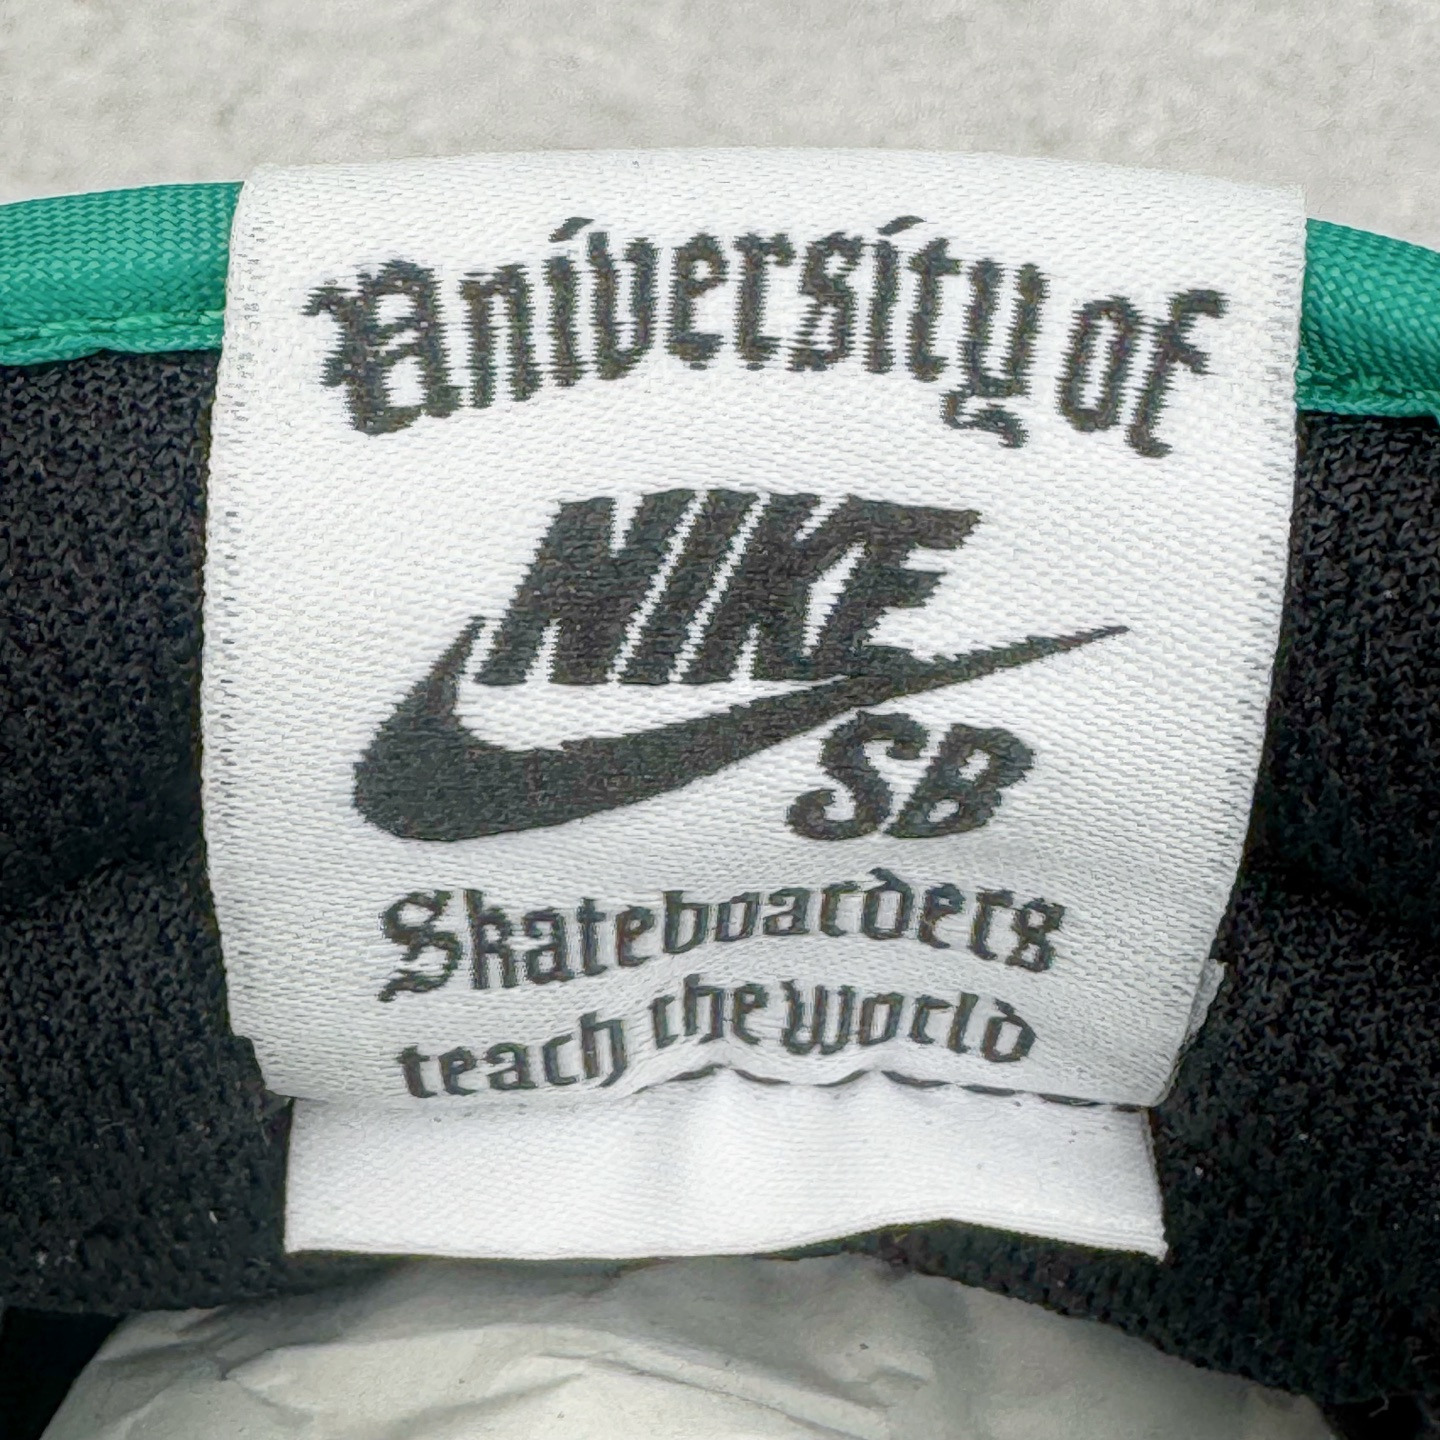 University of
NIKE
SB
Skateboarders
teach the World